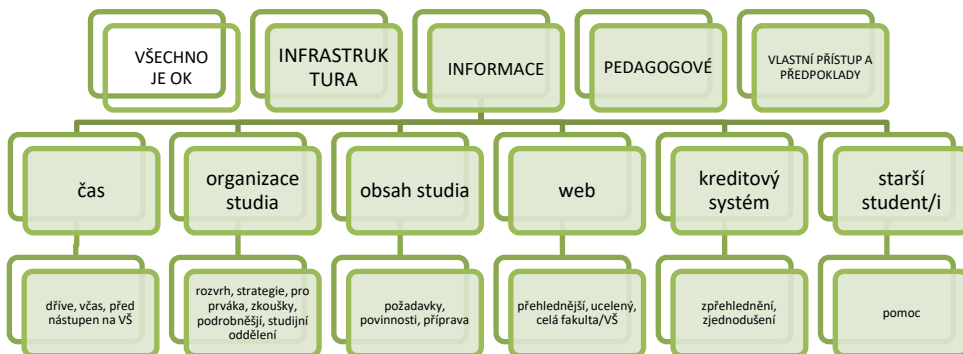 VŠECHNO
JE OK
INFRASTRUK
TURA
INFORMACE
PEDAGOGOVÉ
VLASTNÍ PŘÍSTUP A
PŘEDPOKLADY
čas
organizace
studia
obsah studia
web
kreditový
systém
starší
student/i
dříve, včas, před
nástupen na VŠ
rozvrh, strategie, pro
prváka, zkoušky,
podrobněšjí, studijní
oddělení
požadavky,
povinnosti, příprava
přehlednější, ucelený,
celá fakulta/VŠ
zpřehlednění,
zjednodušení
pomoc